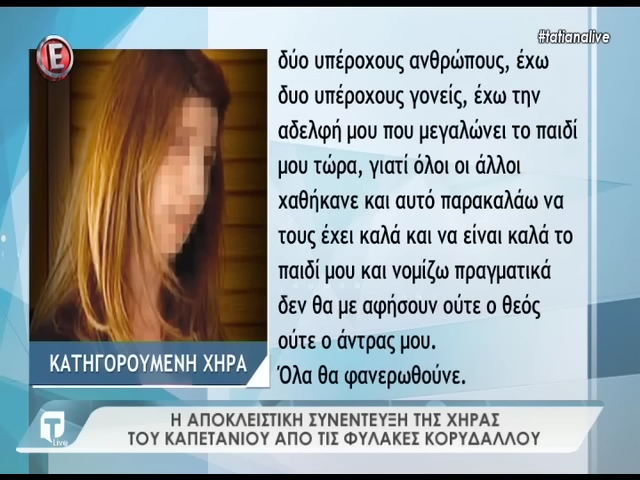 E
#tatianalive
δύο υπέροχους ανθρώπους, έχω
δυο υπέροχους γονείς, έχω την
αδελφή μου που μεγαλώνει το παιδί
μου τώρα, γιατί όλοι οι άλλοι
χαθήκανε και αυτό παρακαλάω να
τους έχει καλά και να είναι καλά το
παιδί μου και νομίζω πραγματικά
δεν θα με αφήσουν ούτε ο θεός
ούτε ο άντρας μου.
Όλα θα φανερωθούνε.
ΚΑΤΗΓΟΡΟΥΜΕΝΗ ΧΗΡΑ
Η ΑΠΟΚΛΕΙΣΤΙΚΗ ΣΥΝΕΝΤΕΥΞΗ ΤΗΣ ΧΗΡΑΣ
ΤΟΥ ΚΑΠΕΤΑΝΙΟΥ ΑΠΟ ΤΙΣ ΦΥΛΑΚΕΣ ΚΟΡΥΔΑΛΛΟΥ
T
Live